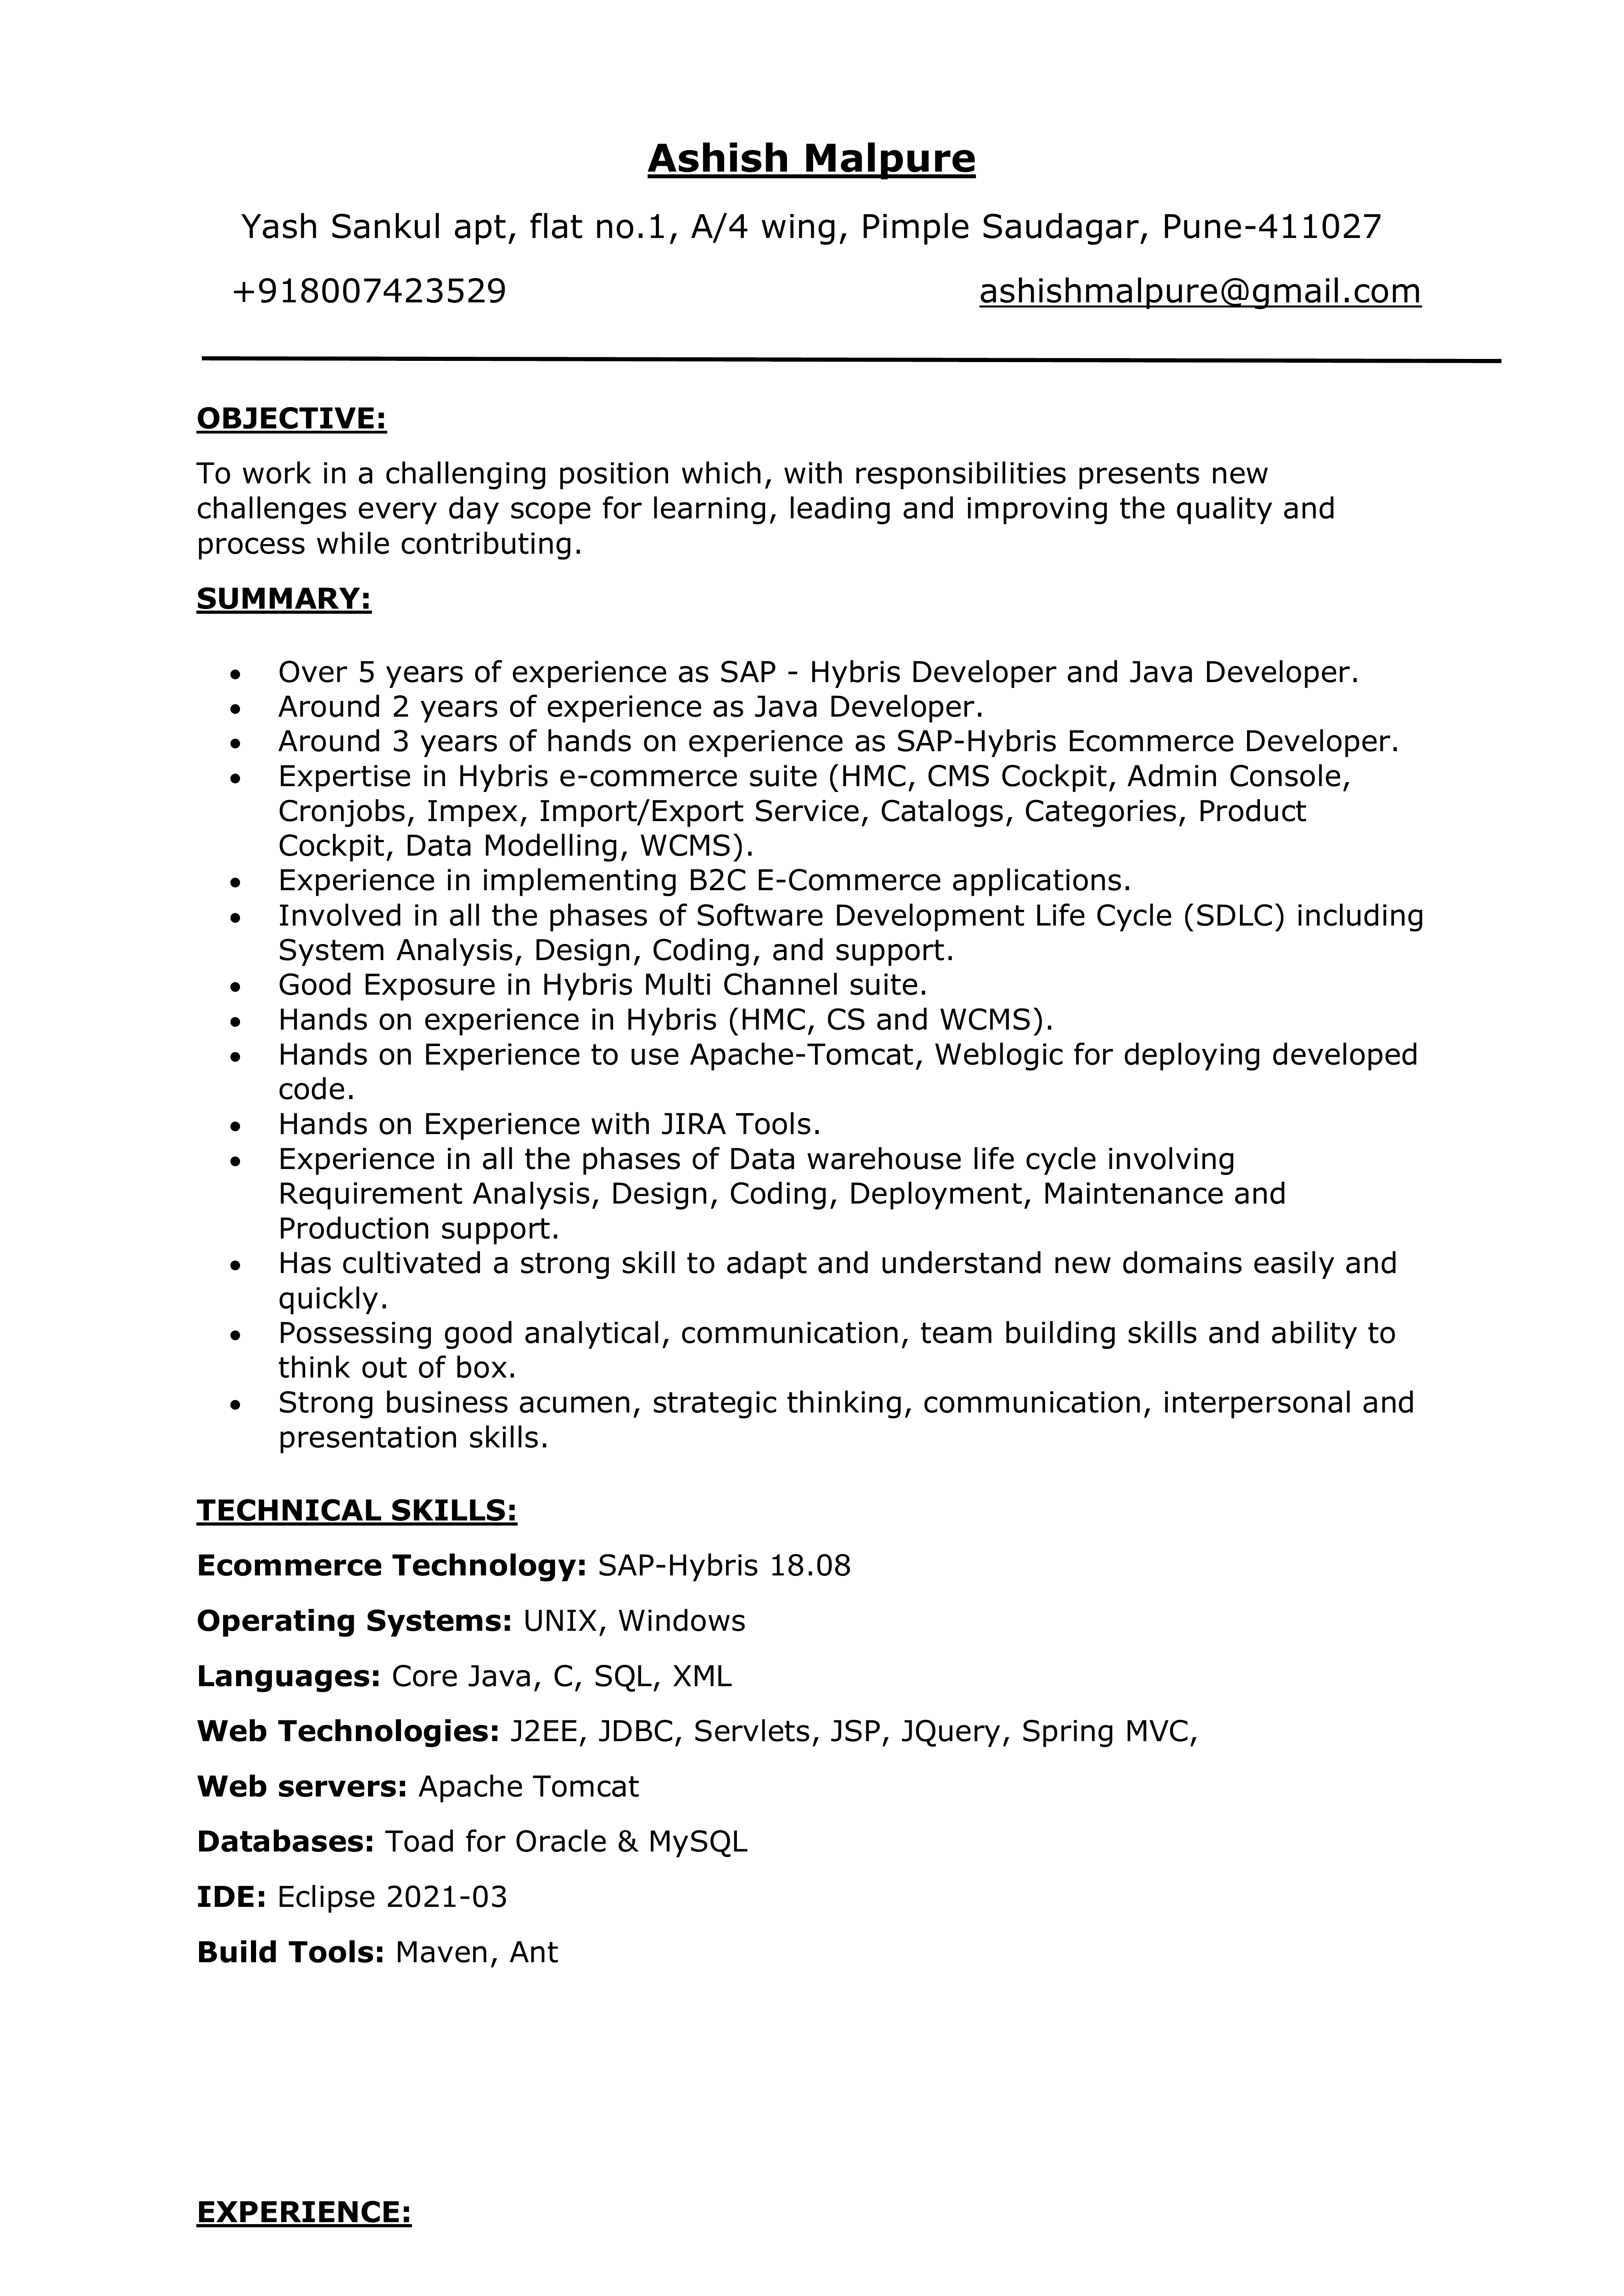 Ashish Malpure
Yash Sankul apt, flat no.1, A/4 wing, Pimple Saudagar, Pune-411027
+918007423529 ashishmalpure@gmail.com
OBJECTIVE:
To work in a challenging position which, with responsibilities presents new
challenges every day scope for learning, leading and improving the quality and
process while contributing.
SUMMARY:
• Over 5 years of experience as SAP - Hybris Developer and Java Developer.
• Around 2 years of experience as Java Developer.
• Around 3 years of hands on experience as SAP-Hybris Ecommerce Developer.
• Expertise in Hybris e-commerce suite (HMC, CMS Cockpit, Admin Console,
Cronjobs, Impex, Import/Export Service, Catalogs, Categories, Product
Cockpit, Data Modelling, WCMS).
• Experience in implementing B2C E-Commerce applications.
• Involved in all the phases of Software Development Life Cycle (SDLC) including
System Analysis, Design, Coding, and support.
• Good Exposure in Hybris Multi Channel suite.
• Hands on experience in Hybris (HMC, CS and WCMS).
• Hands on Experience to use Apache-Tomcat, Weblogic for deploying developed
code.
• Hands on Experience with JIRA Tools.
• Experience in all the phases of Data warehouse life cycle involving
Requirement Analysis, Design, Coding, Deployment, Maintenance and
Production support.
• Has cultivated a strong skill to adapt and understand new domains easily and
quickly.
• Possessing good analytical, communication, team building skills and ability to
think out of box.
• Strong business acumen, strategic thinking, communication, interpersonal and
presentation skills.
TECHNICAL SKILLS:
Ecommerce Technology: SAP-Hybris 18.08
Operating Systems: UNIX, Windows
Languages: Core Java, C, SQL, XML
Web Technologies: J2EE, JDBC, Servlets, JSP, JQuery, Spring MVC,
Web servers: Apache Tomcat
Databases: Toad for Oracle & MySQL
IDE: Eclipse 2021-03
Build Tools: Maven, Ant
EXPERIENCE: